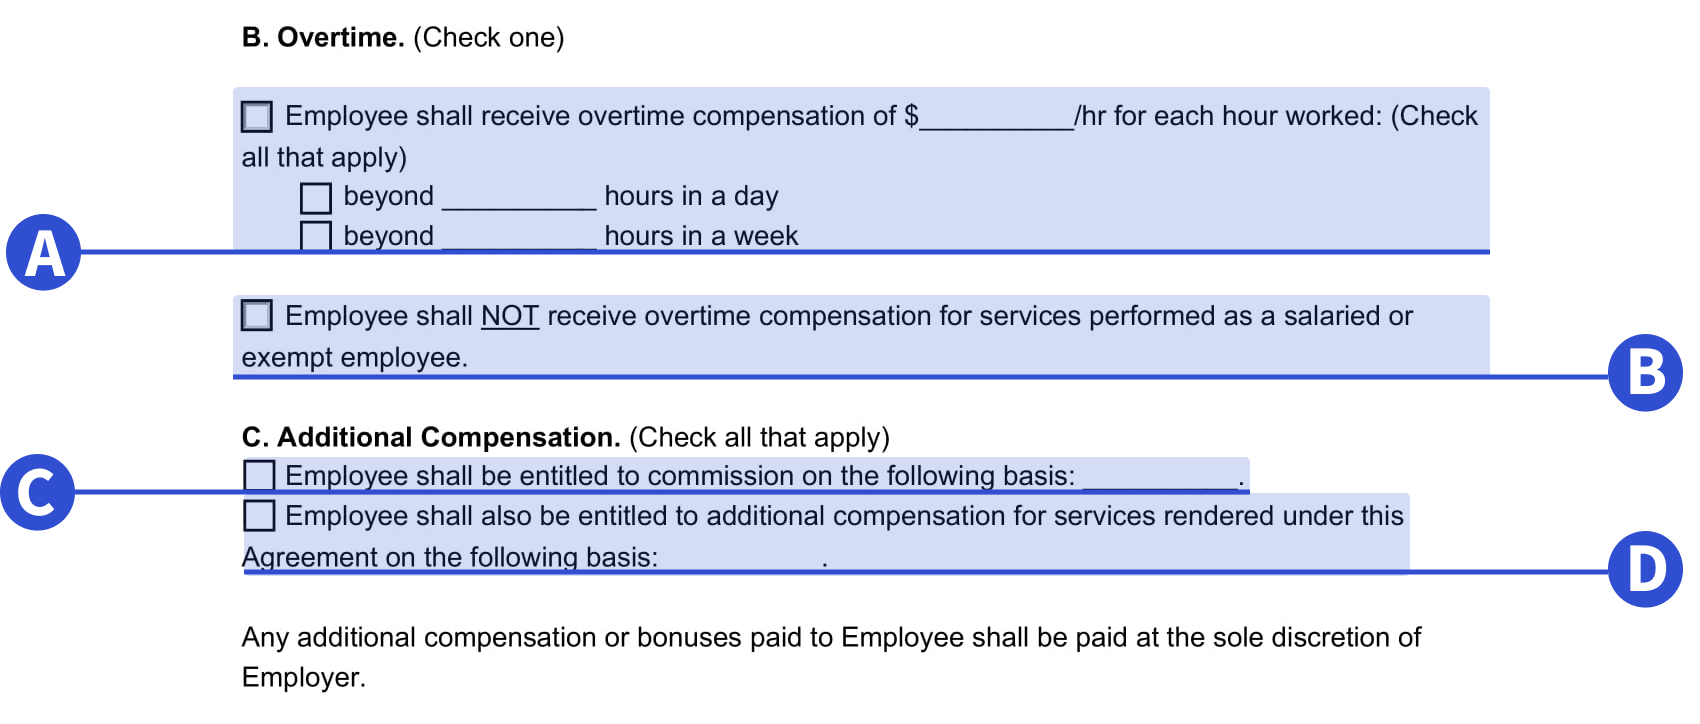 B. Overtime. (Check one)
Employee shall receive overtime compensation of $__________/hr for each hour worked: (Check
all that apply)
beyond __________ hours in a day
A
beyond __________ hours in a week
Employee shall NOT receive overtime compensation for services performed as a salaried or
exempt employee.
B
C. Additional Compensation. (Check all that apply)
C
Employee shall be entitled to commission on the following basis: __________.
Employee shall also be entitled to additional compensation for services rendered under this
Agreement on the following basis: .
D
Any additional compensation or bonuses paid to Employee shall be paid at the sole discretion of
Employer.